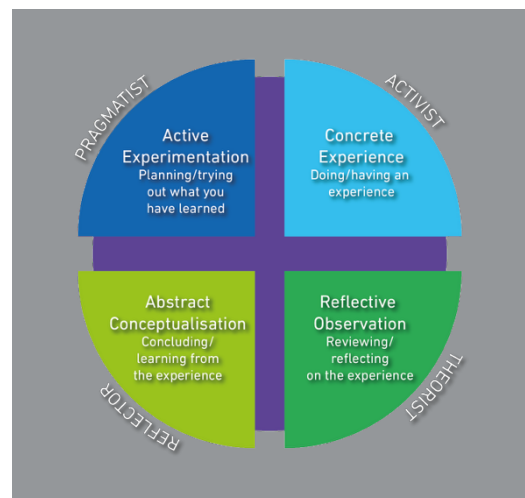 PRAGMATIST
Active
Experimentation
Planning/trying
out what you
have learned
ACTIVIST
Concrete
Experience
Doing/having an
experience
Abstract
Conceptualisation
Concluding/
learning from
the experience
REFLECTOR
Reflective
Observation
Reviewing/
reflecting
on the experience
THEORIST